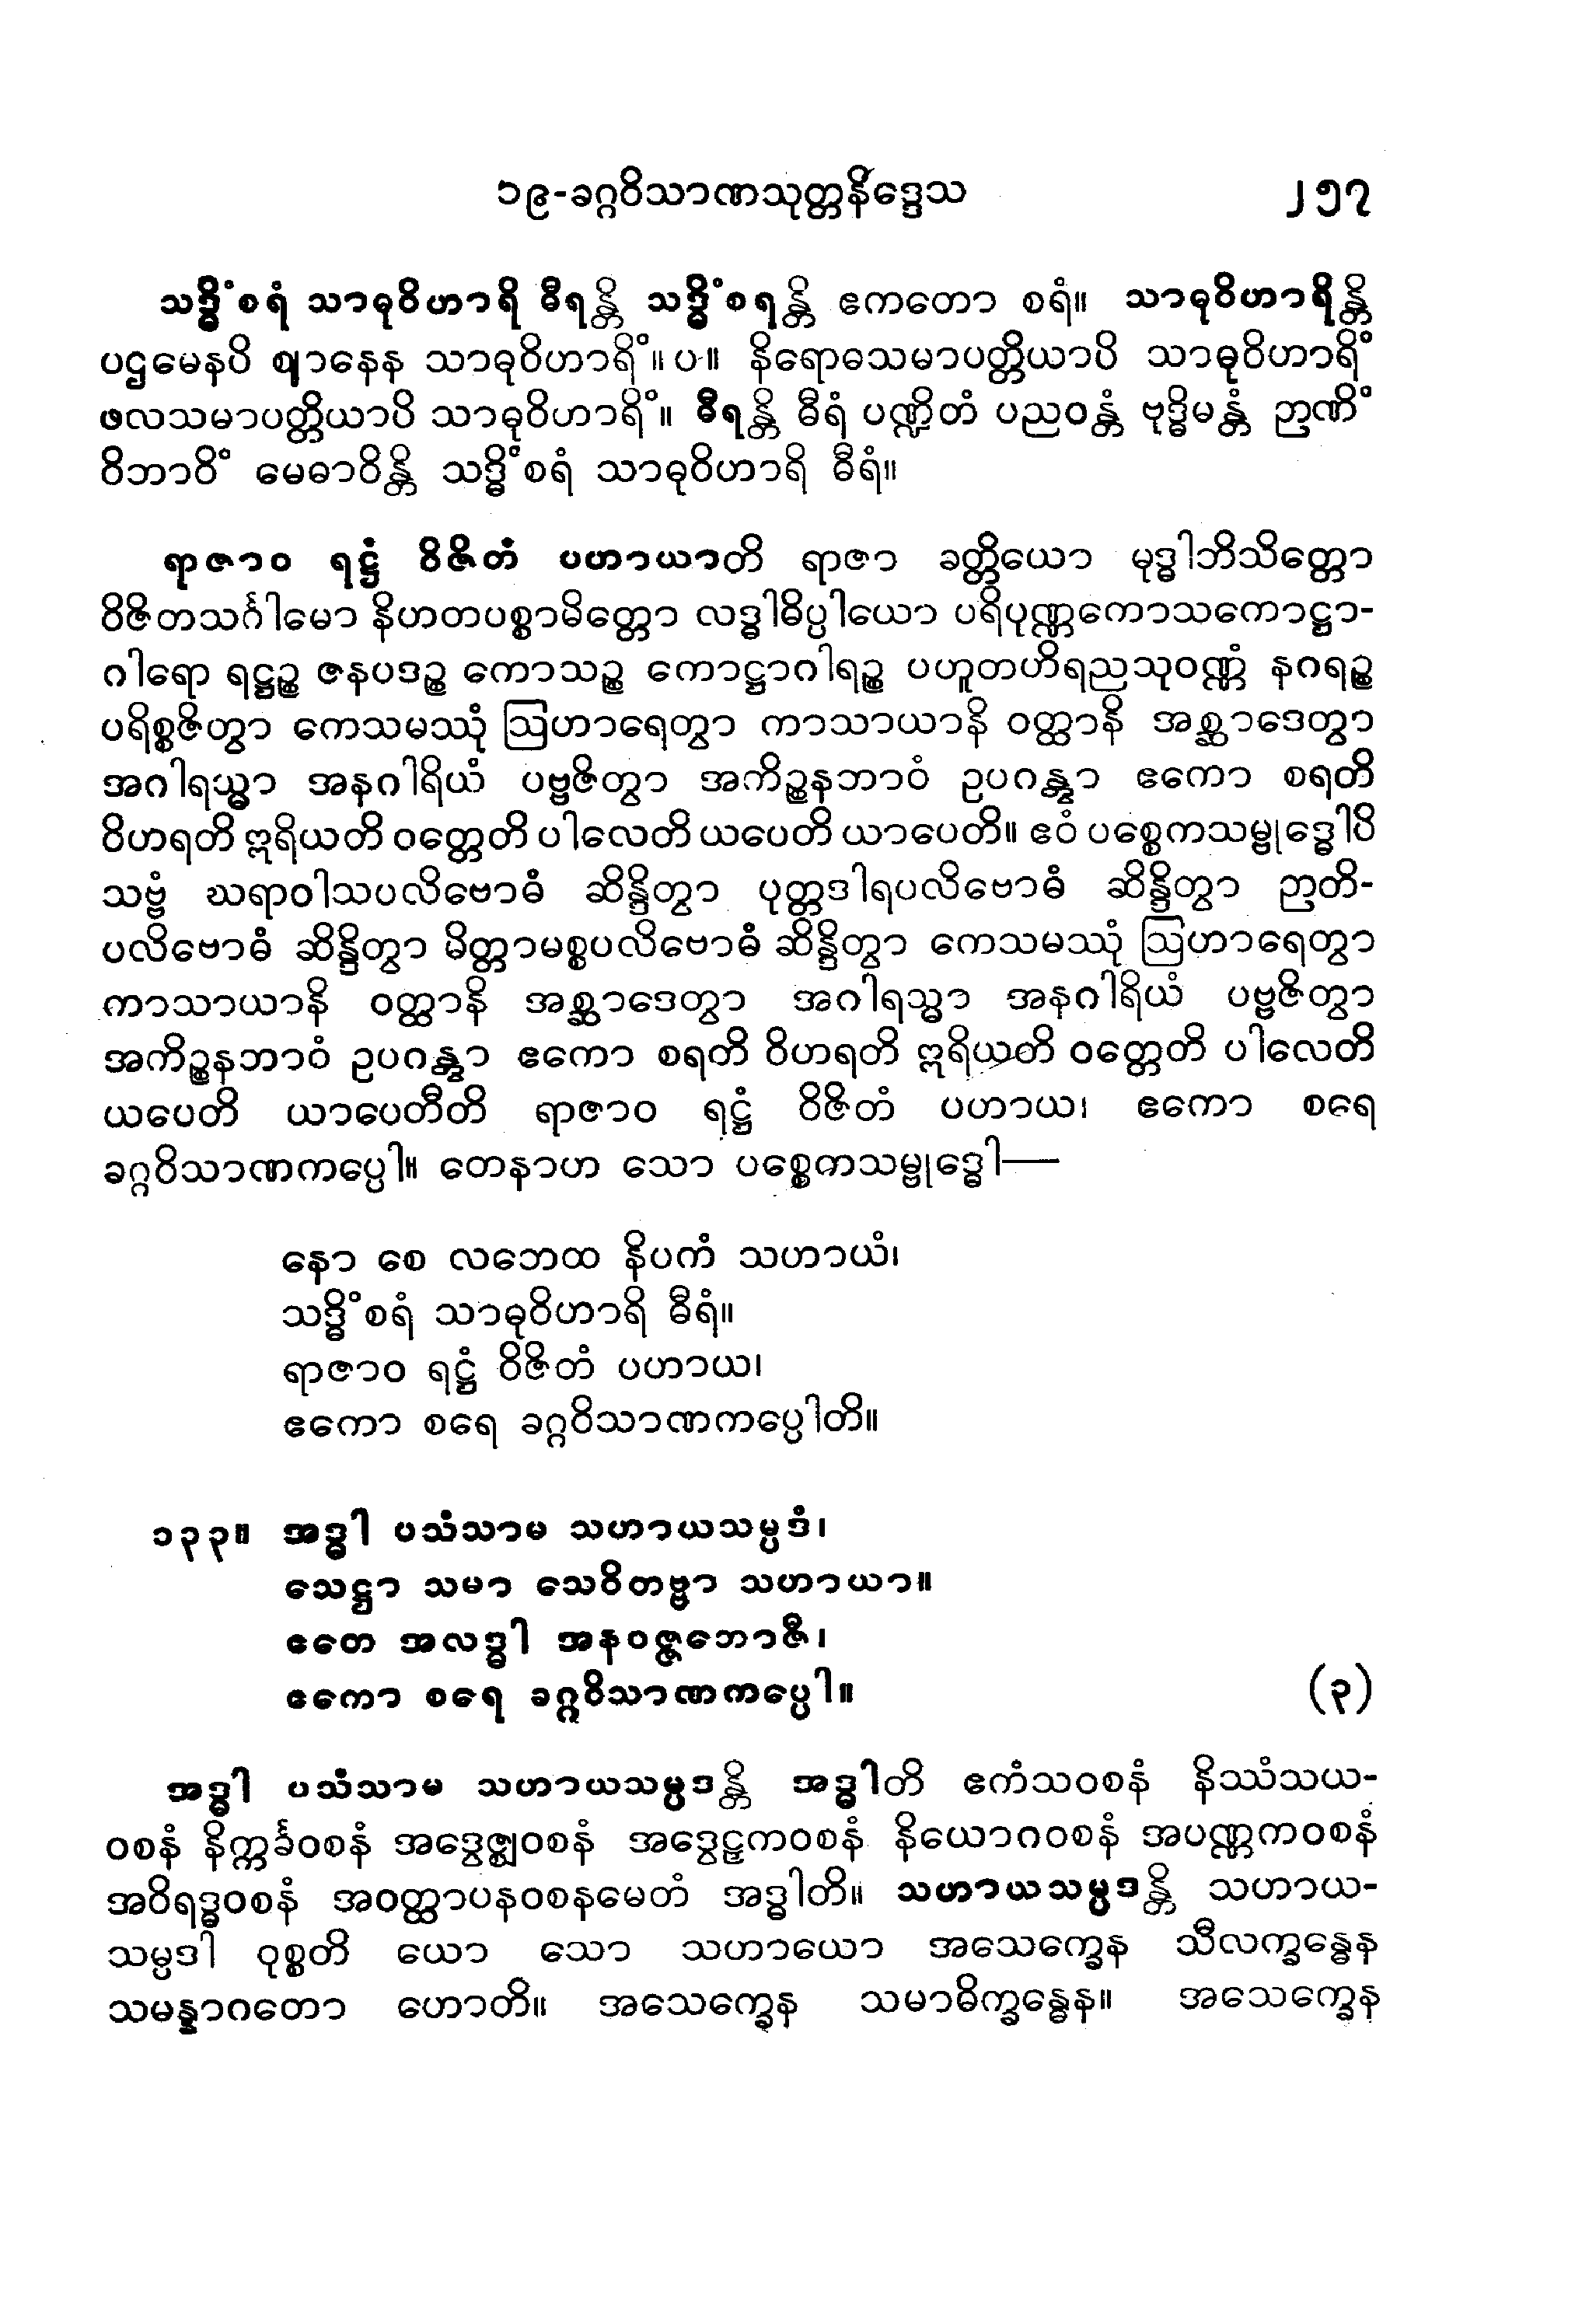 ၁၉-ခဂ္ဂဝိသာဏသုတ္တနိဒ္ဒေသ ၂၅၇
သဒ္ဓိံစရံ သာဓုဝိဟာရိ ဓီရန္တိ သဒ္ဓိံစရန္တိ ဧကတော စရံ။ သာဓုဝိဟာရိန္တိ
ပဌမေနပိ ဈာနေန သာဓုဝိဟာရိံ။ ပ။ နိရောဓသမာပတ္တိယာပိ သာဓုဝိဟာရိံ
ဖလသမာပတ္တိယာပိ သာဓုဝိဟာရိံ။ ဓီရန္တိ ဓီရံ ပဏ္ဍိတံ ပညဝန္တံ ဗုဒ္ဓိမန္တံ ဉာဏိံ
ဝိဘာဝိံ မေဓာဝိန္တိ သဒ္ဓိံစရံ သာဓုဝိဟာရိ ဓီရံ။
ရာဇာဝ ရဋ္ဌံ ဝိဇိတံ ပဟာယာတိ ရာဇာ ခတ္တိယော မုဒ္ဓါဘိသိတ္တော
ဝိဇိတသင်္ဂါမော နိဟတပစ္စာမိတ္တော လဒ္ဓါဓိပ္ပါယော ပရိပုဏ္ဏကောသကောဋ္ဌာ-
ဂါရော ရဋ္ဌဉ္စ ဇနပဒဉ္စ ကောသဉ္စ ကောဋ္ဌာဂါရဉ္စ ပဟူတဟိရညသုဝဏ္ဏံ နဂရဉ္စ
ပရိစ္စဇိတွာ ကေသမဿုံ ဩဟာရေတွာ ကာသာယာနိ ဝတ္ထာနိ အစ္ဆာဒေတွာ
အဂါရသ္မာ အနဂါရိယံ ပဗ္ဗဇိတွာ အကိဉ္စနဘာဝံ ဥပဂန္တွာ ဧကော စရတိ
ဝိဟရတိ ဣရိယတိ ဝတ္တေတိ ပါလေတိ ယပေတိ ယာပေတိ။ ဧဝံ ပစ္စေကသမ္ဗုဒ္ဓေါပိ
သဗ္ဗံ ဃရာဝါသပလိဗောဓံ ဆိန္ဒိတွာ ပုတ္တဒါရပလိဗောဓံ ဆိန္ဒိတွာ ဉာတိ-
ပလိဗောဓံ ဆိန္ဒိတွာ မိတ္တာမစ္စပလိဗောဓံ ဆိန္ဒိတွာ ကေသမဿုံ ဩဟာရေတွာ
ကာသာယာနိ ဝတ္ထာနိ အစ္ဆာဒေတွာ အဂါရသ္မာ အနဂါရိယံ ပဗ္ဗဇိတွာ
အကိဉ္စနဘာဝံ ဥပဂန္တွာ ဧကော စရတိ ဝိဟရတိ ဣရိယတိ ဝတ္တေတိ ပါလေတိ
ယပေတိ ယာပေတီတိ ရာဇာဝ ရဋ္ဌံ ဝိဇိတံ ပဟာယ၊ ဧကော စရေ
ခဂ္ဂဝိသာဏကပ္ပေါ။ တေနာဟ သော ပစ္စေကသမ္ဗုဒ္ဓေါ—
နော စေ လဘေထ နိပကံ သဟာယံ၊
သဒ္ဓိံစရံ သာဓုဝိဟာရိ ဓီရံ။
ရာဇာဝ ရဋ္ဌံ ဝိဇိတံ ပဟာယ၊
ဧကော စရေ ခဂ္ဂဝိသာဏကပ္ပေါတိ။
၁၃၃။ အဒ္ဓါ ပသံသာမ သဟာယသမ္ပဒံ၊
သေဋ္ဌာ သမာ သေဝိတဗ္ဗာ သဟာယာ။
ဧတေ အလဒ္ဓါ အနဝဇ္ဇဘောဇီ၊
ဧကော စရေ ခဂ္ဂဝိသာဏကပ္ပေါ။ (၃)
အဒ္ဓါ ပသံသာမ သဟာယသမ္ပဒန္တိ အဒ္ဓါတိ ဧကံသဝစနံ နိဿံသယ-
ဝစနံ နိက္ကင်္ခဝစနံ အဒွေဇ္ဈဝစနံ အဒွေဠှကဝစနံ နိယောဂဝစနံ အပဏ္ဏကဝစနံ
အဝိရဒ္ဓဝစနံ အဝတ္ထာပနဝစနမေတံ အဒ္ဓါတိ။ သဟာယသမ္ပဒန္တိ သဟာယ-
သမ္ပဒါ ဝုစ္စတိ ယော သော သဟာယော အသေက္ခေန သီလက္ခန္ဓေန
သမန္နာဂတော ဟောတိ။ အသေက္ခေန သမာဓိက္ခန္ဓေန။ အသေက္ခေန